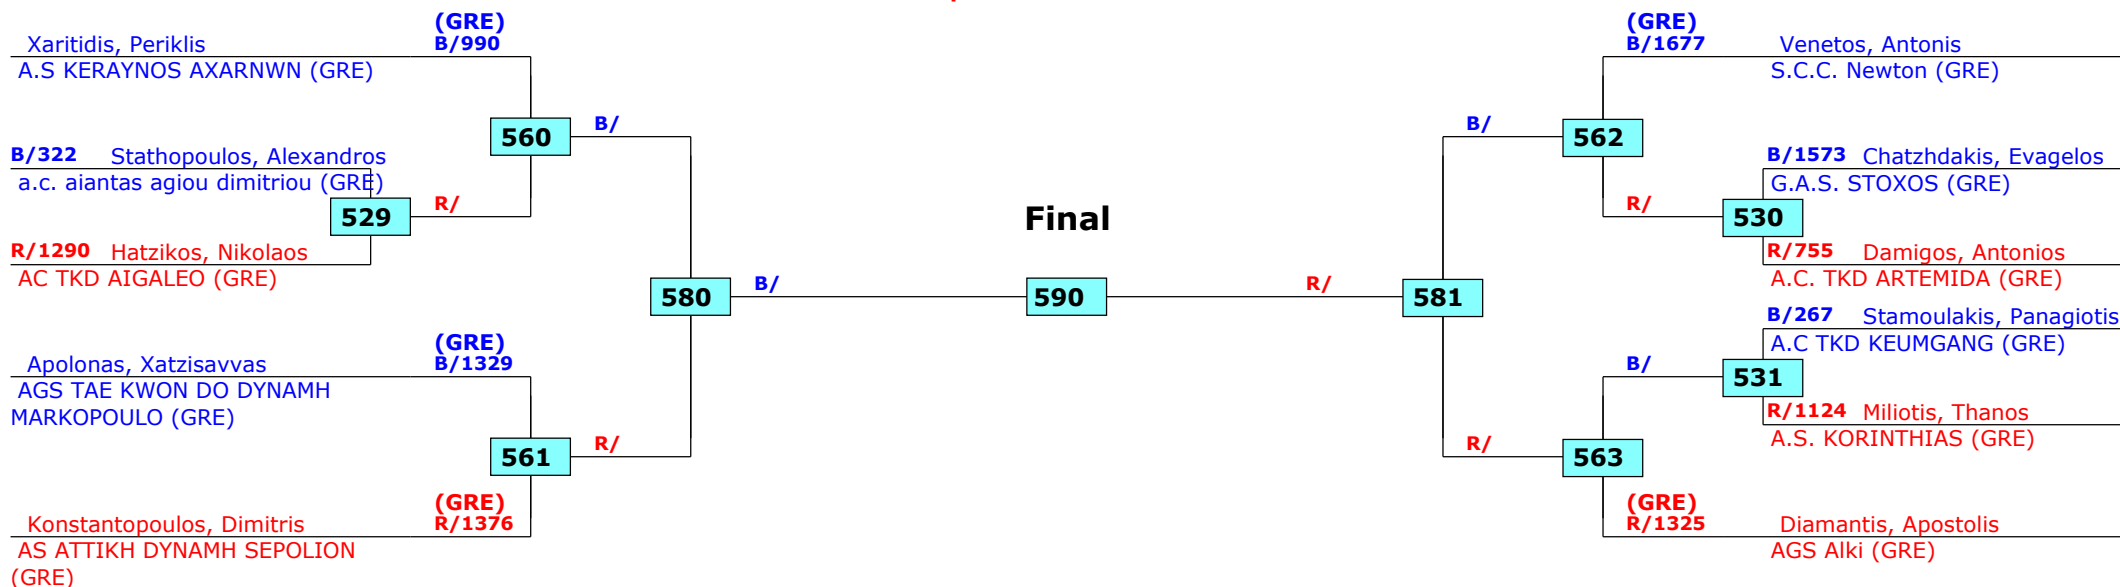 (GRE)
Xaritidis, Periklis B/990
A.S KERAYNOS AXARNWN (GRE)
560 B/
B/322 Stathopoulos, Alexandros
a.c. aiantas agiou dimitriou (GRE)
529 R/
R/1290 Hatzikos, Nikolaos
AC TKD AIGALEO (GRE)
580 B/
(GRE)
Apolonas, Xatzisavvas B/1329
AGS TAE KWON DO DYNAMH
MARKOPOULO (GRE)
561 R/
(GRE)
Konstantopoulos, Dimitris R/1376
AS ATTIKH DYNAMH SEPOLION
(GRE)
Final
590
(GRE)
B/1677 Venetos, Antonis
S.C.C. Newton (GRE)
B/ 562
B/1573 Chatzhdakis, Evagelos
G.A.S. STOXOS (GRE)
R/ 530
R/755 Damigos, Antonios
A.C. TKD ARTEMIDA (GRE)
R/ 581
B/267 Stamoulakis, Panagiotis
A.C TKD KEUMGANG (GRE)
B/ 531
R/1124 Miliotis, Thanos
A.S. KORINTHIAS (GRE)
R/ 563
(GRE)
R/1325 Diamantis, Apostolis
AGS Alki (GRE)